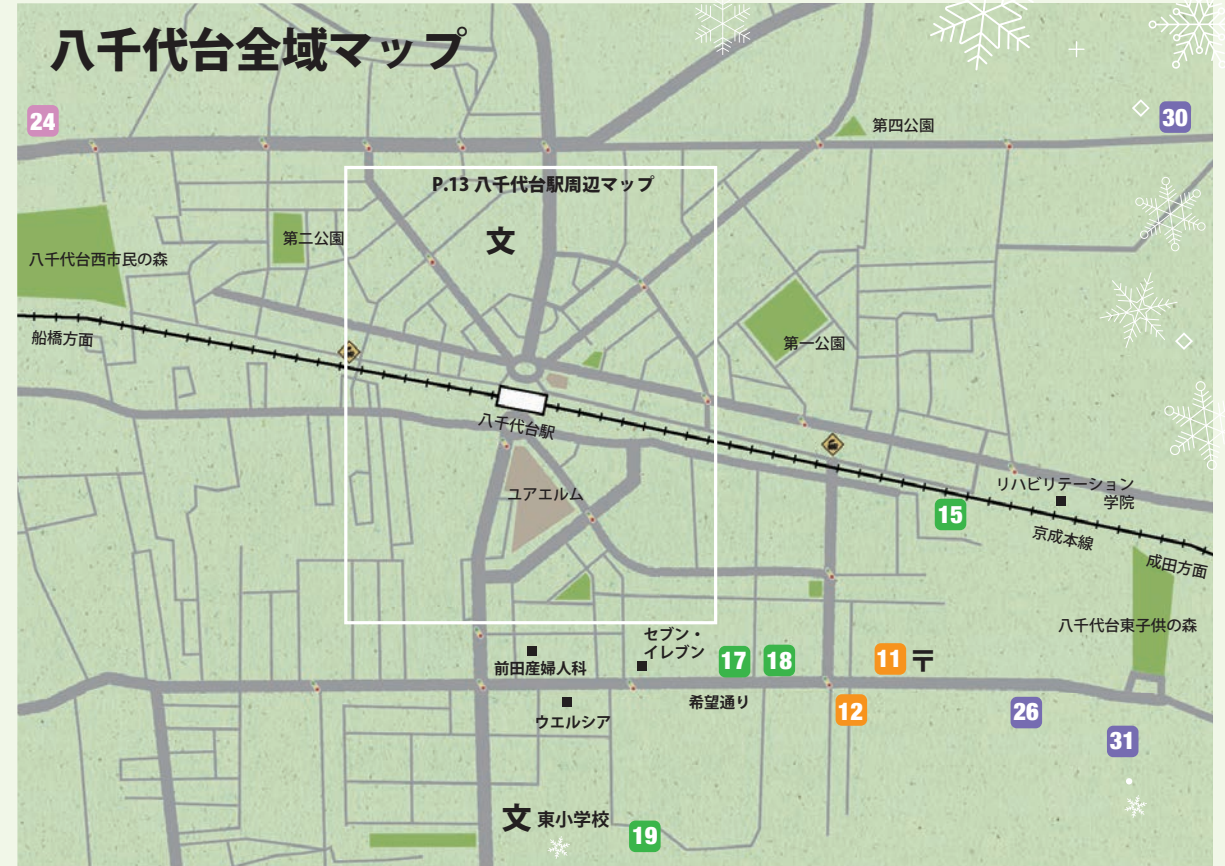 八千代台全域マップ
24
第四公園
30
P.13 八千代台駅周辺マップ
文
第二公園
八千代台西市民の森
船橋方面
第一公園
八千代台駅
ユアエルム
リハビリテーション
学院
15
京成本線
成田方面
八千代台東子供の森
セブン・
イレブン
前田産婦人科
17
18
11
〒
希望通り
ウエルシア
12
26
31
文 東小学校
19